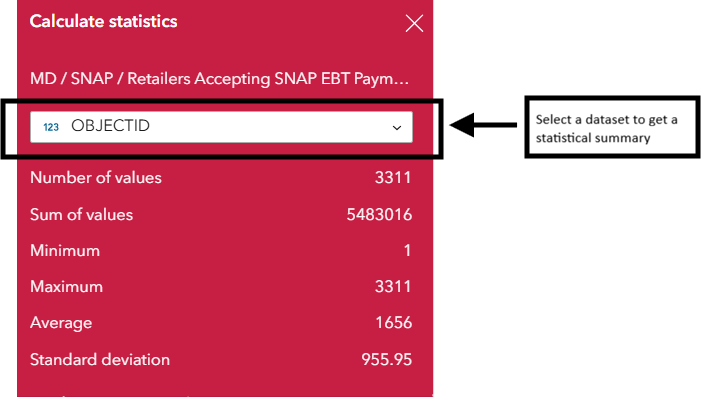 Calculate statistics
MD / SNAP / Retailers Accepting SNAP EBT Paym...
123 OBJECTID
Select a dataset to get a
statistical summary
Number of values 3311
Sum of values 5483016
Minimum 1
Maximum 3311
Average 1656
Standard deviation 955.95